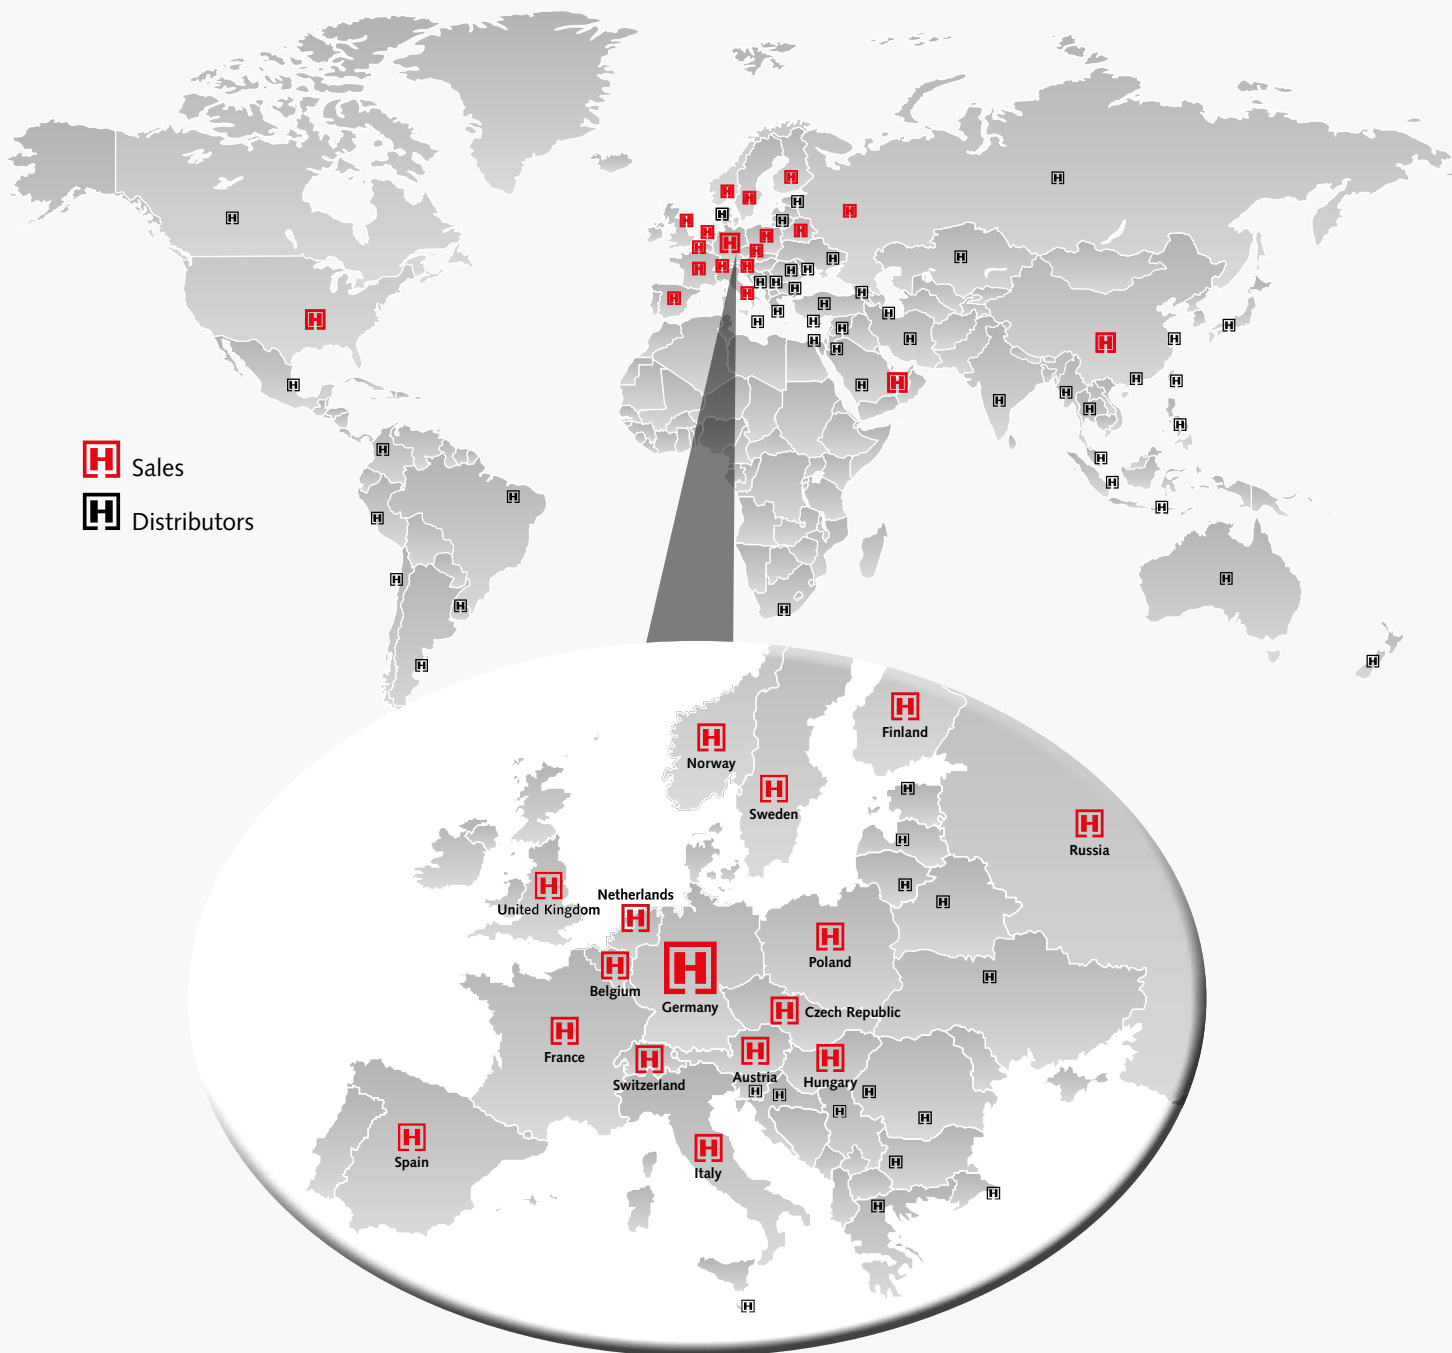 Sales
Distributors
Finland
Norway
Sweden
Russia
Netherlands
United Kingdom
Poland
Belgium
Germany
Czech Republic
France
Austria
Hungary
Switzerland
Spain
Italy